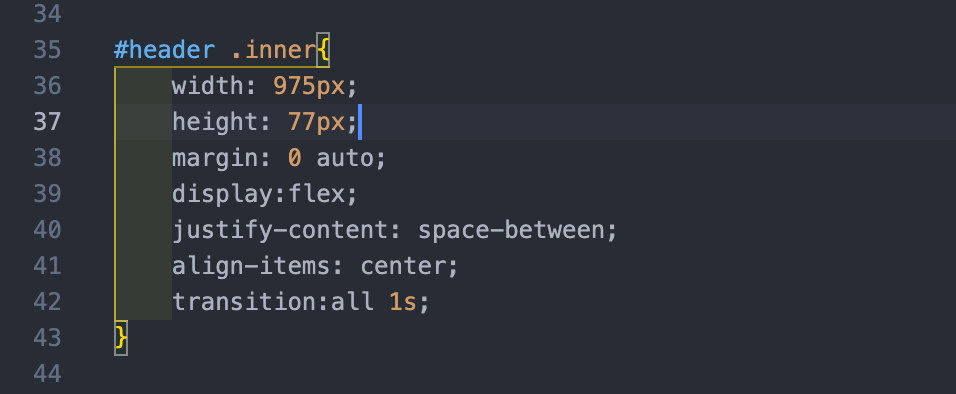 34
35 #header .inner{
36 width: 975px;
37 height: 77px;
38 margin: 0 auto;
39 display:flex;
40 justify-content: space-between;
41 align-items: center;
42 transition:all 1s;
43 }
44